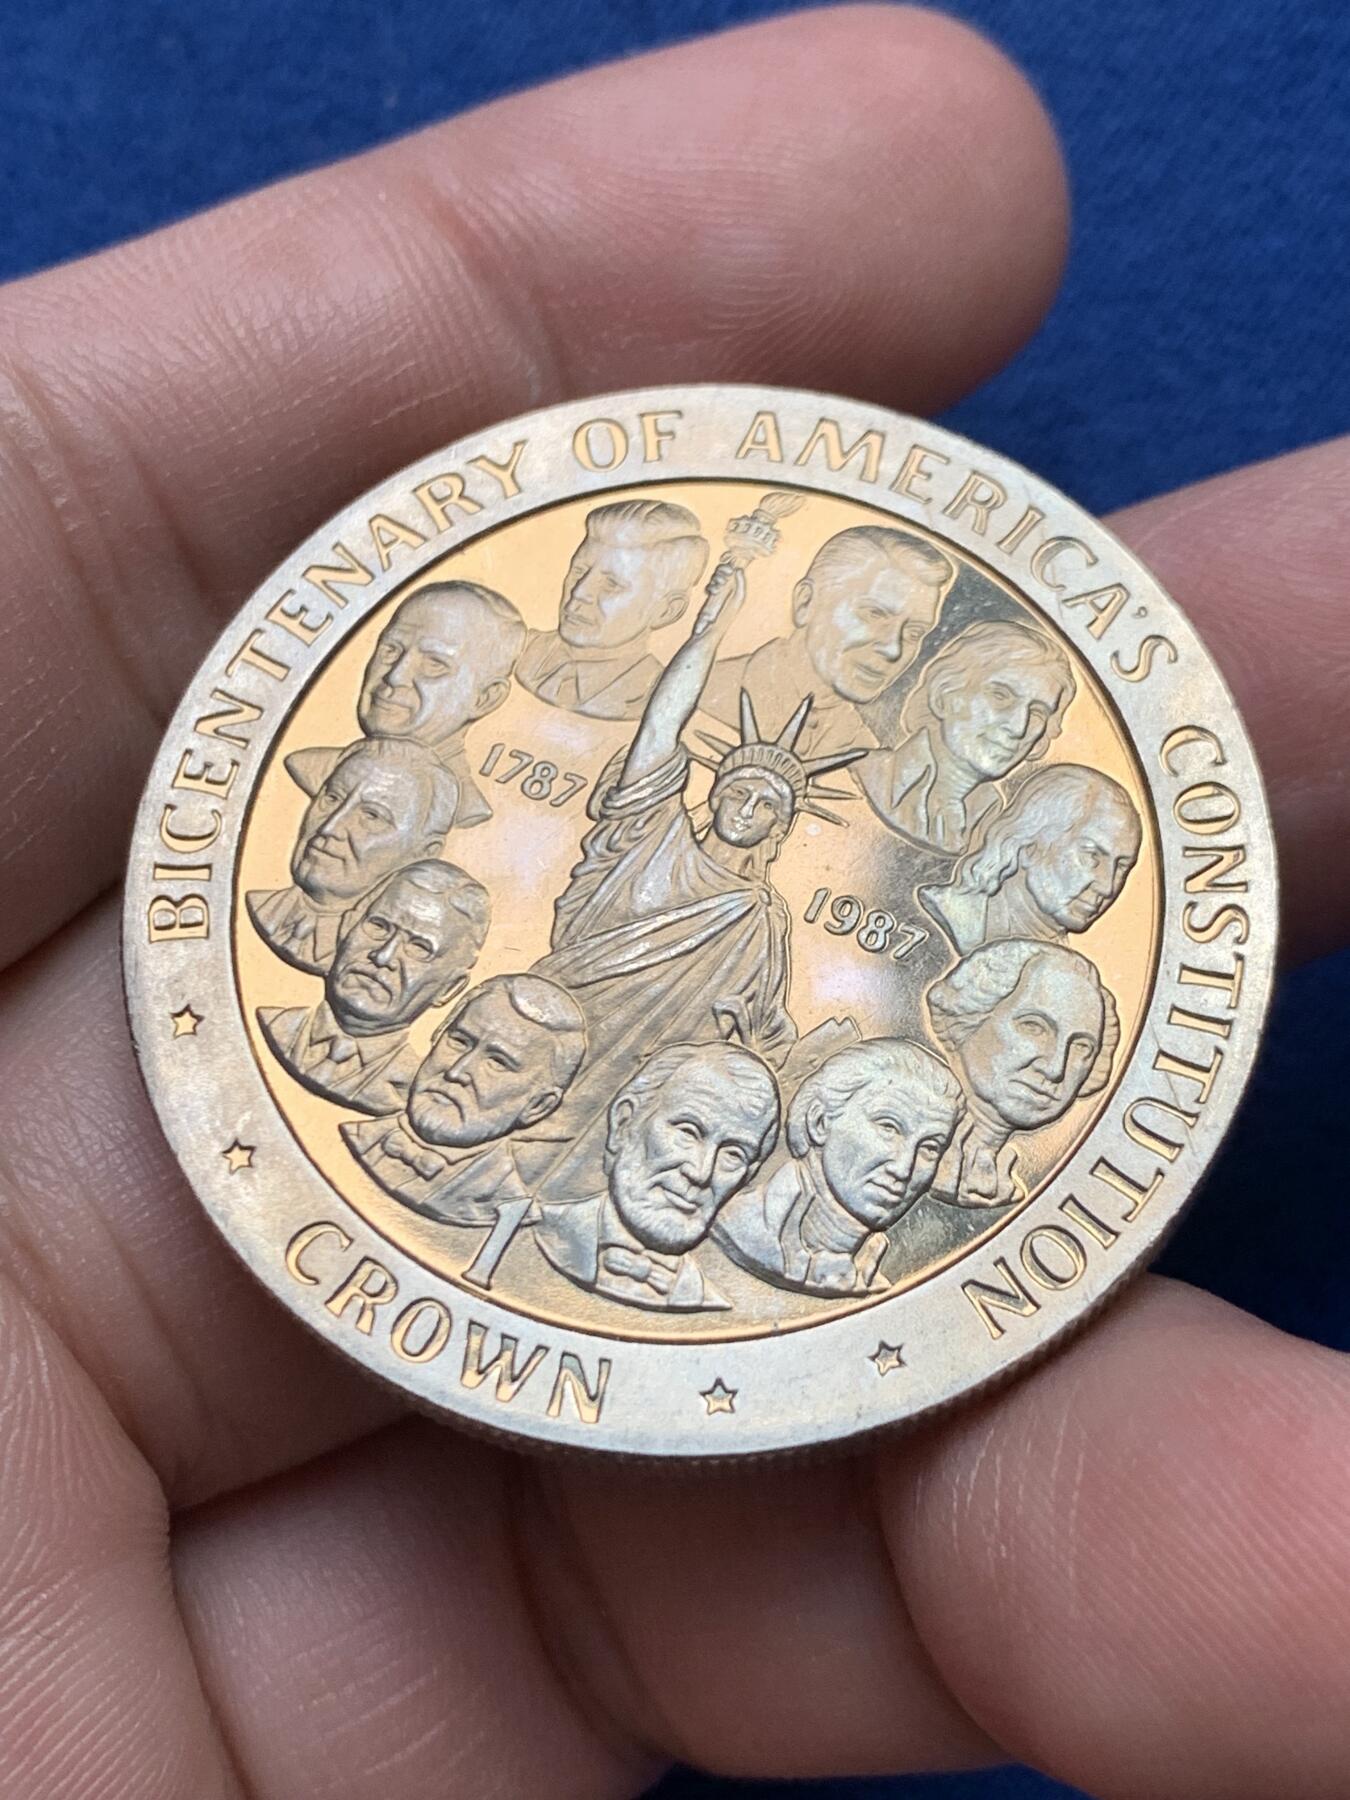 BICENTENARY OF AMERICA'S CONSTITUTION
1787
1987
1
CROWN